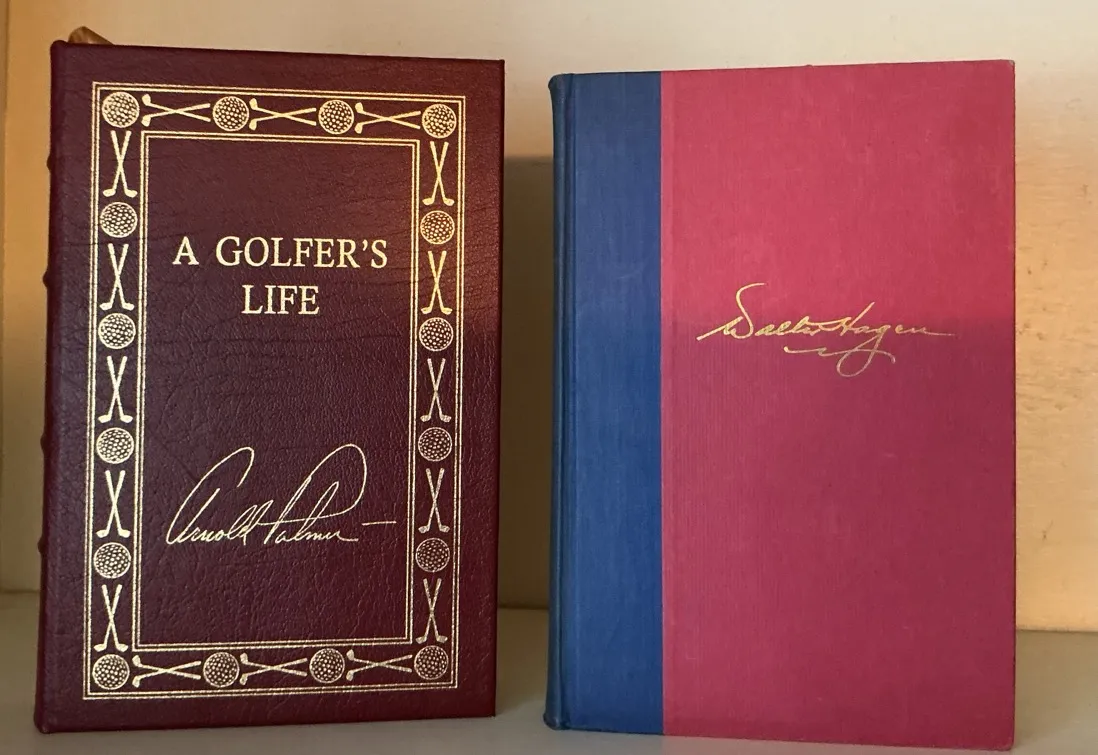 A GOLFER'S
LIFE
Arnold Palmer
Walter Hagen